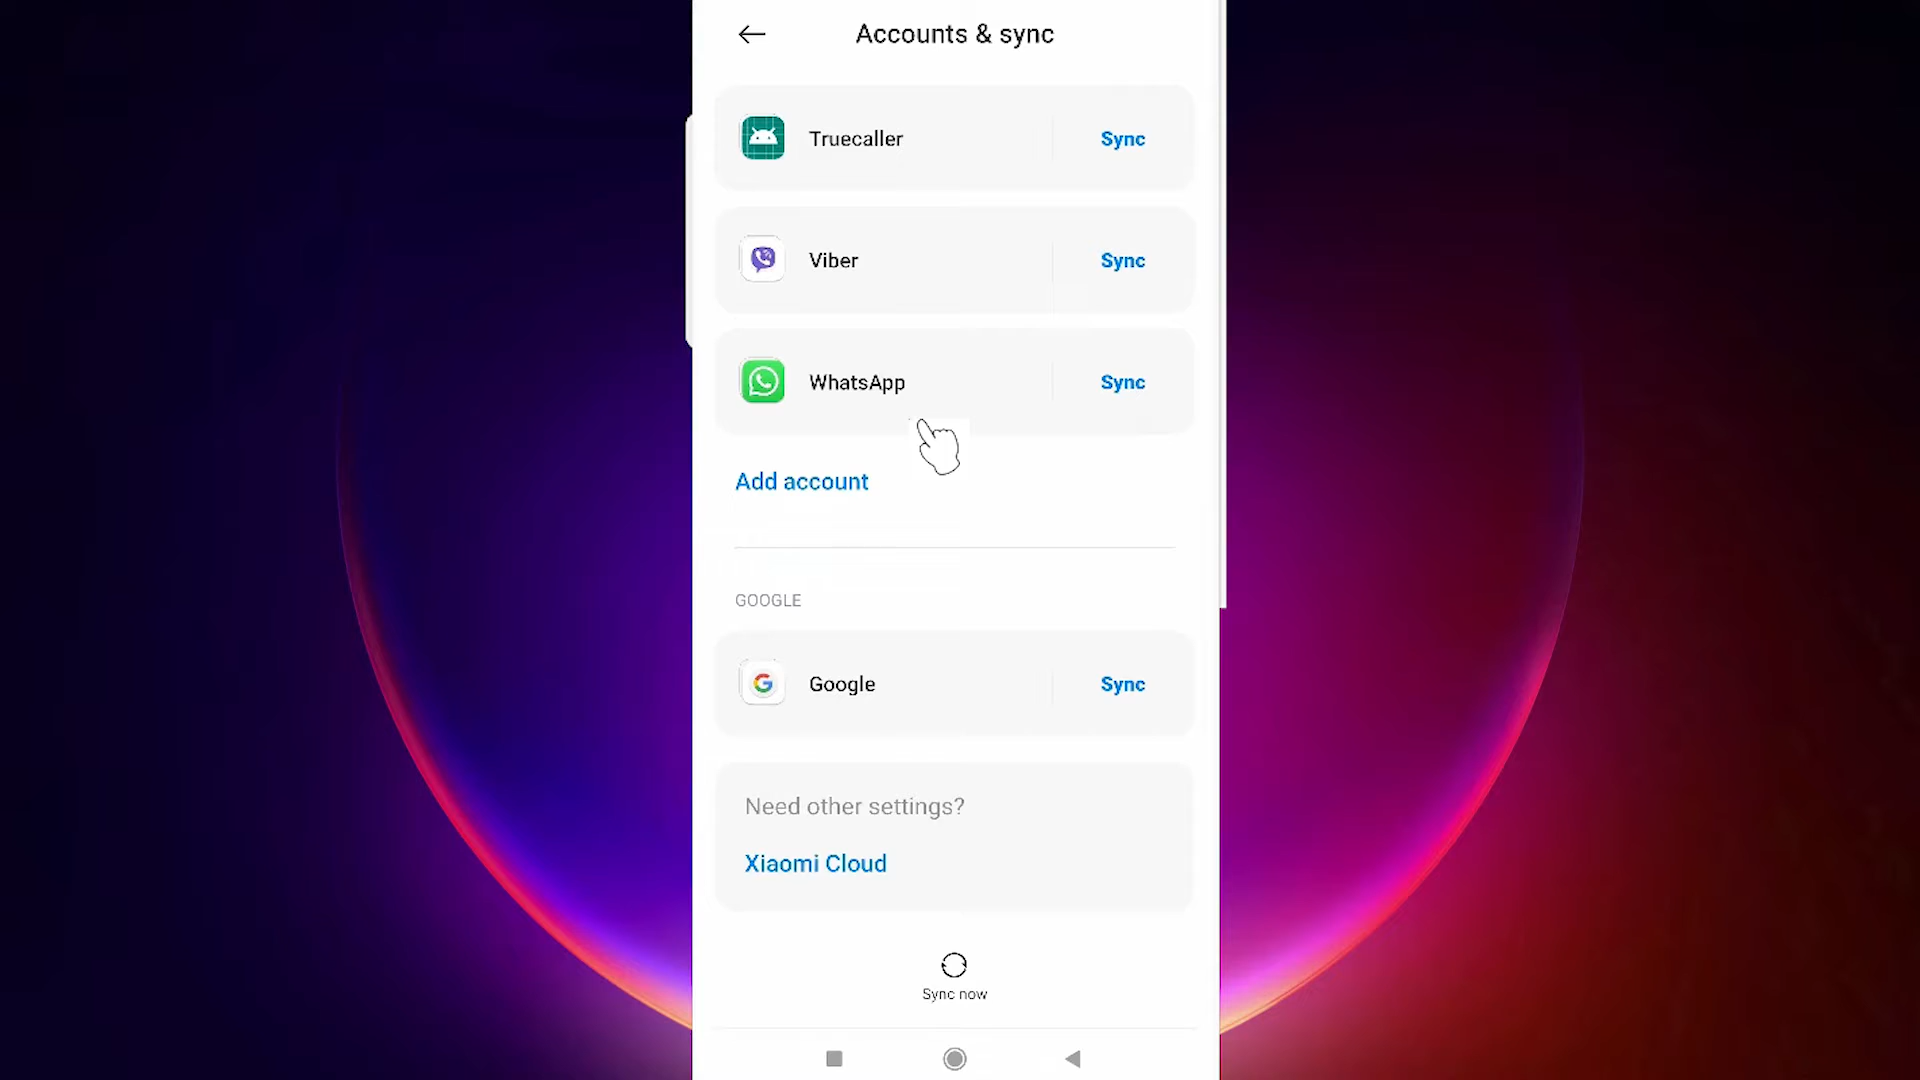 Accounts & sync
Truecaller
Sync
Viber
Sync
WhatsApp
Sync
Add account
GOOGLE
Google
Sync
Need other settings?
Xiaomi Cloud
Sync now